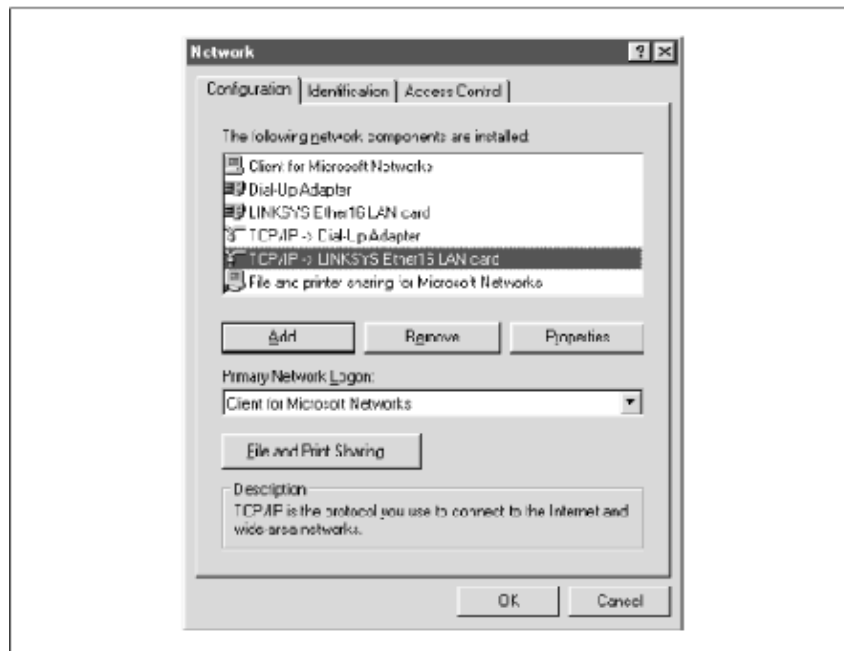 Network
? ×
Configuration Identification Access Control
The following network components are installed:
Client for Microsoft Networks
Dial-Up Adapter
LINKSYS Ether16 LAN card
TCP/IP -> Dial-Up Adapter
TCP/IP -> LINKSYS Ether16 LAN card
File and printer sharing for Microsoft Networks
Add Remove Properties
Primary Network Logon:
Client for Microsoft Networks
File and Print Sharing
Description
TCP/IP is the protocol you use to connect to the Internet and
wide-area networks.
OK Cancel